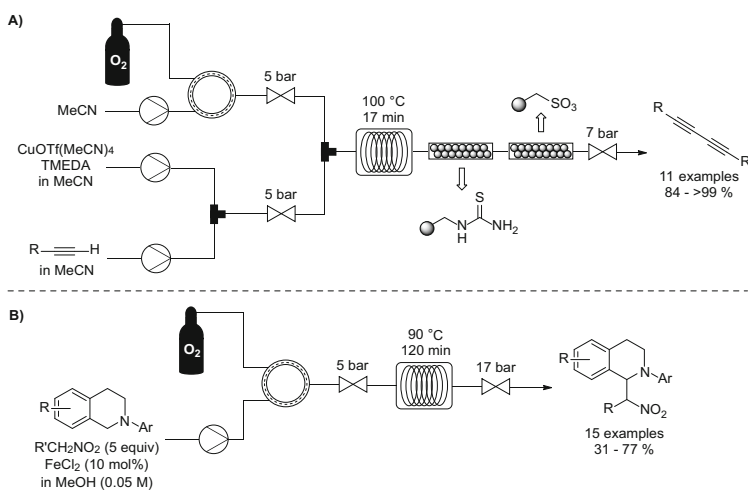 A)
O2
MeCN
5 bar
CuOTf(MeCN)4
TMEDA
in MeCN
5 bar
R
H
in MeCN
100 °C
17 min
SO3
S
N
H
NH2
7 bar
R
R
11 examples
84 - >99 %
B)
O2
R
N
Ar
R'CH2NO2 (5 equiv)
FeCl2 (10 mol%)
in MeOH (0.05 M)
5 bar
90 °C
120 min
17 bar
R
N
Ar
R
NO2
15 examples
31 - 77 %